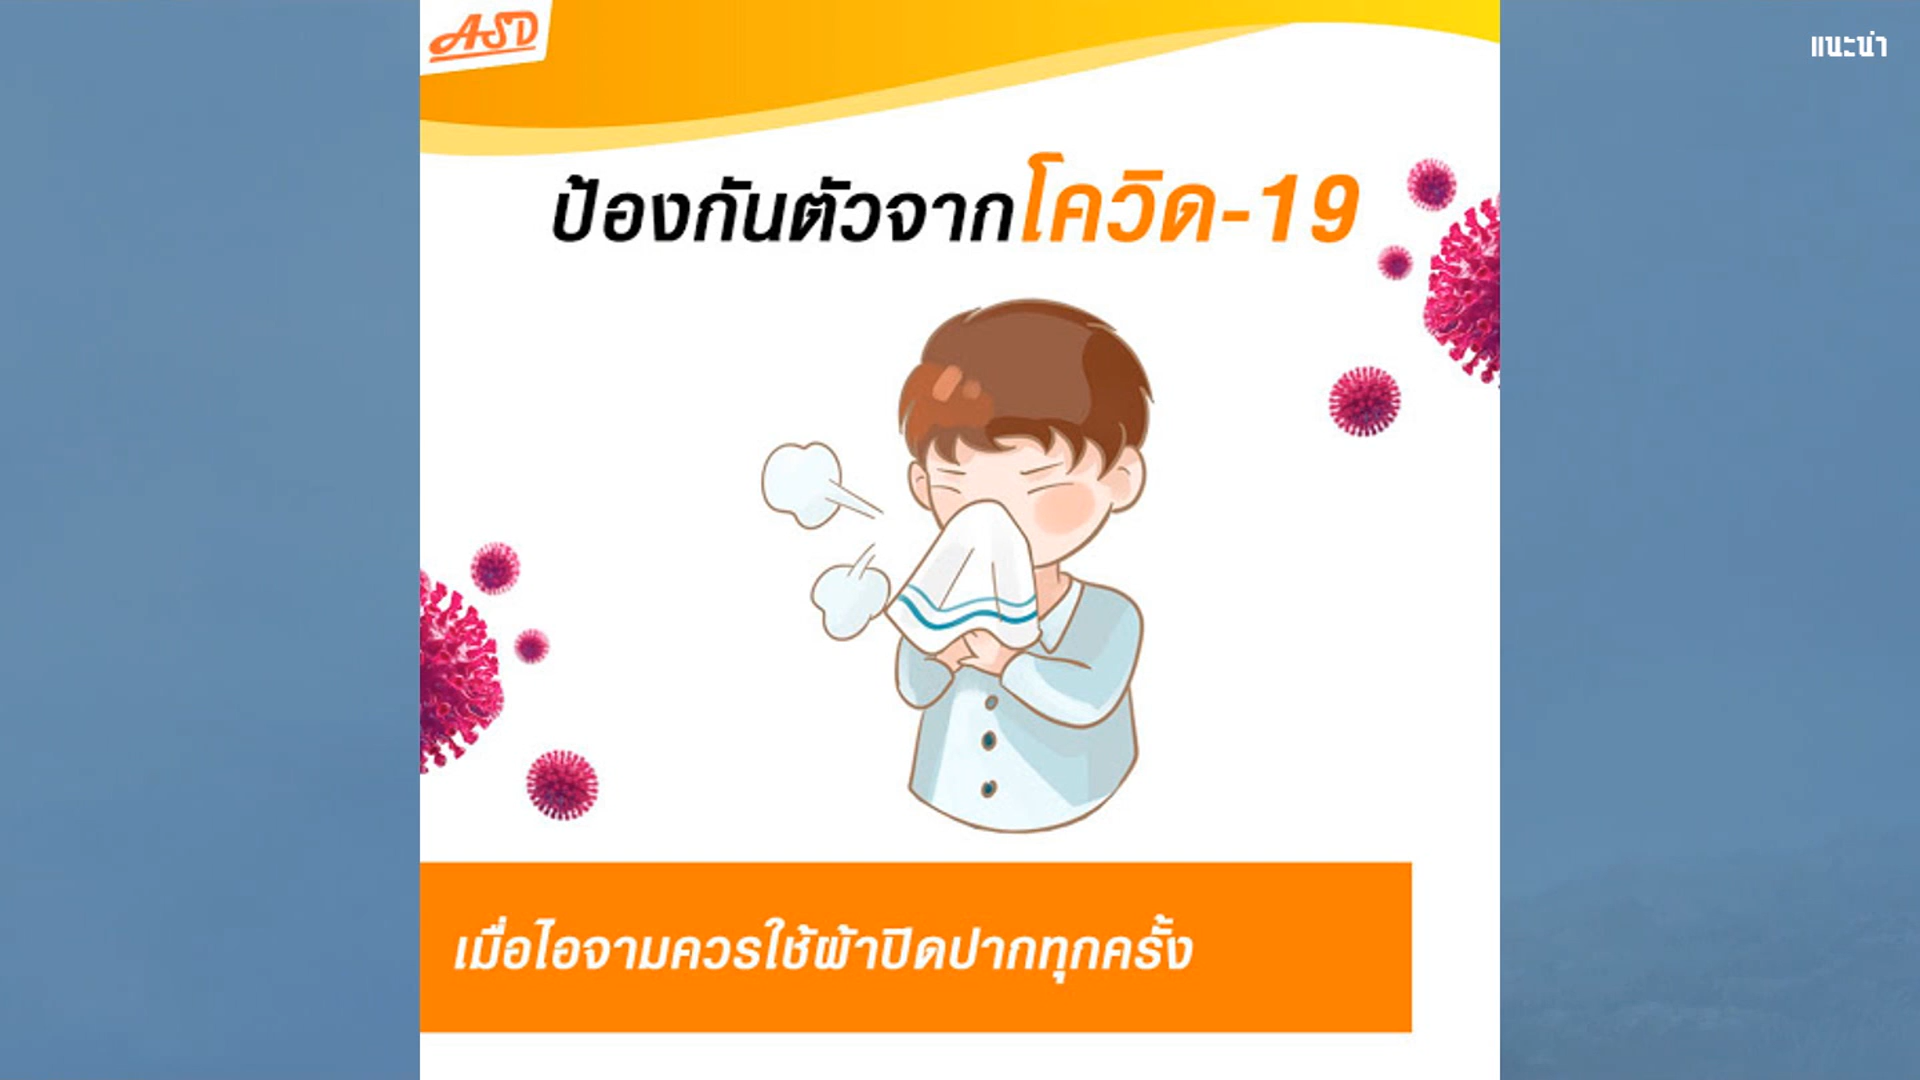 ASD
แนะนำ
ป้องกันตัวจากโควิด-19
เมื่อไอจามควรใช้ผ้าปิดปากทุกครั้ง